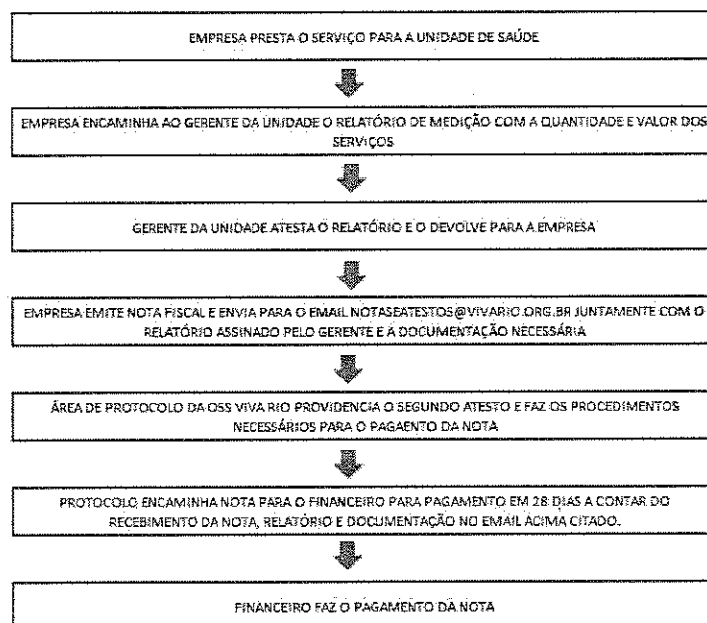 EMPRESA PRESTA O SERVIÇO PARA A UNIDADE DE SAÚDE
EMPRESA ENCAMINHA AO GERENTE DA UNIDADE O RELATÓRIO DE MEDIÇÃO COM A QUANTIDADE E VALOR DOS
SERVIÇOS
GERENTE DA UNIDADE ATESTA O RELATÓRIO E O DEVOLVE PARA A EMPRESA
EMPRESA EMITE NOTA FISCAL E ENVIA PARA O EMAIL NOTASEATESTOS@VIVARIO.ORG.BR JUNTAMENTE COM O
RELATÓRIO ASSINADO PELO GERENTE E A DOCUMENTAÇÃO NECESSÁRIA
ÁREA DE PROTOCOLO DA OSS VIVA RIO PROVIDENCIA O SEGUNDO ATESTO E FAZ OS PROCEDIMENTOS
NECESSÁRIOS PARA O PAGAENTO DA NOTA
PROTOCOLO ENCAMINHA NOTA PARA O FINANCEIRO PARA PAGAMENTO EM 28 DIAS A CONTAR DO
RECEBIMENTO DA NOTA, RELATÓRIO E DOCUMENTAÇÃO NO EMAIL ACIMA CITADO.
FINANCEIRO FAZ O PAGAMENTO DA NOTA